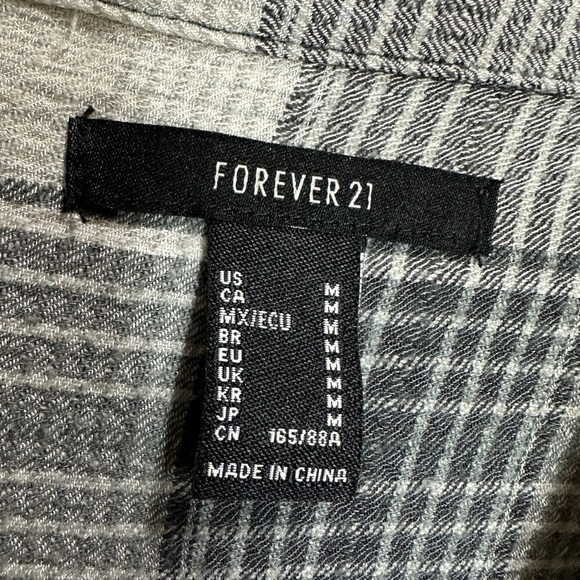 FOREVER 21
US M
CA M
MX/ECU M
BR M
EU M
UK M
KR M
JP M
CN 165/88A
MADE IN CHINA